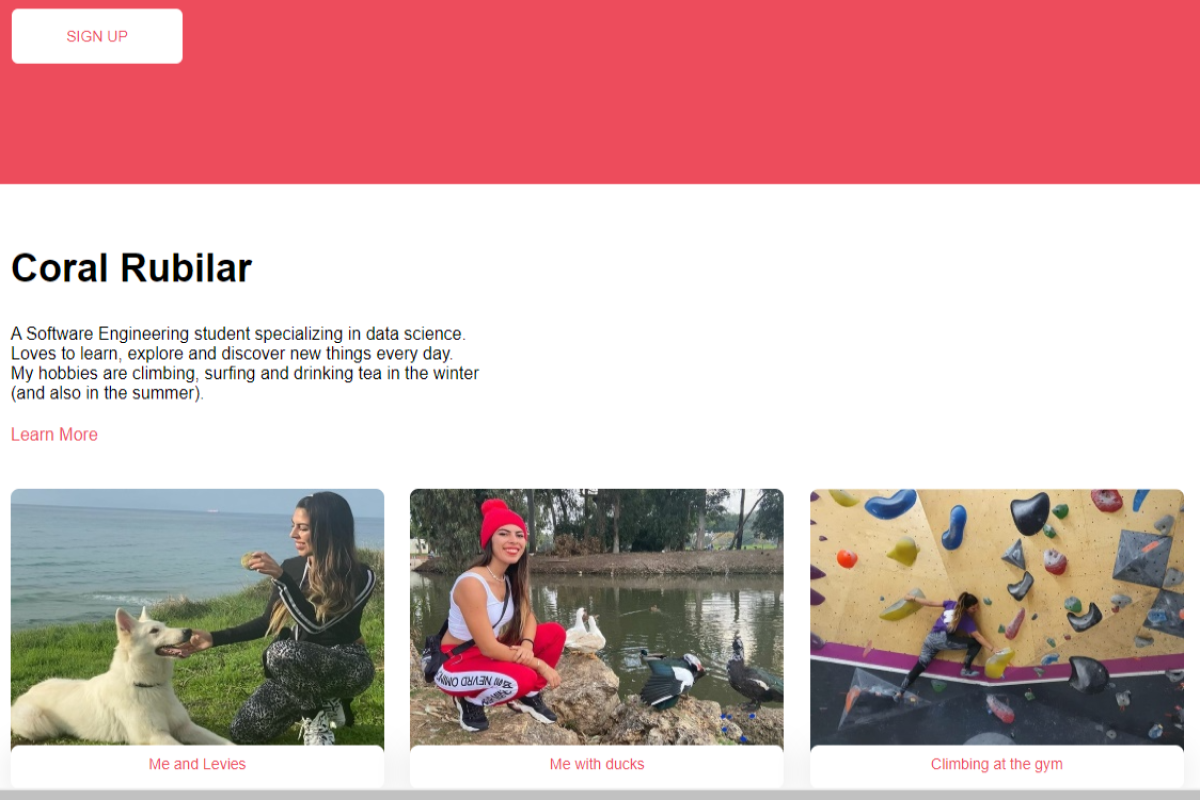 SIGN UP
Coral Rubilar
A Software Engineering student specializing in data science.
Loves to learn, explore and discover new things every day.
My hobbies are climbing, surfing and drinking tea in the winter
(and also in the summer).
Learn More
Me and Levies
Me with ducks
Climbing at the gym